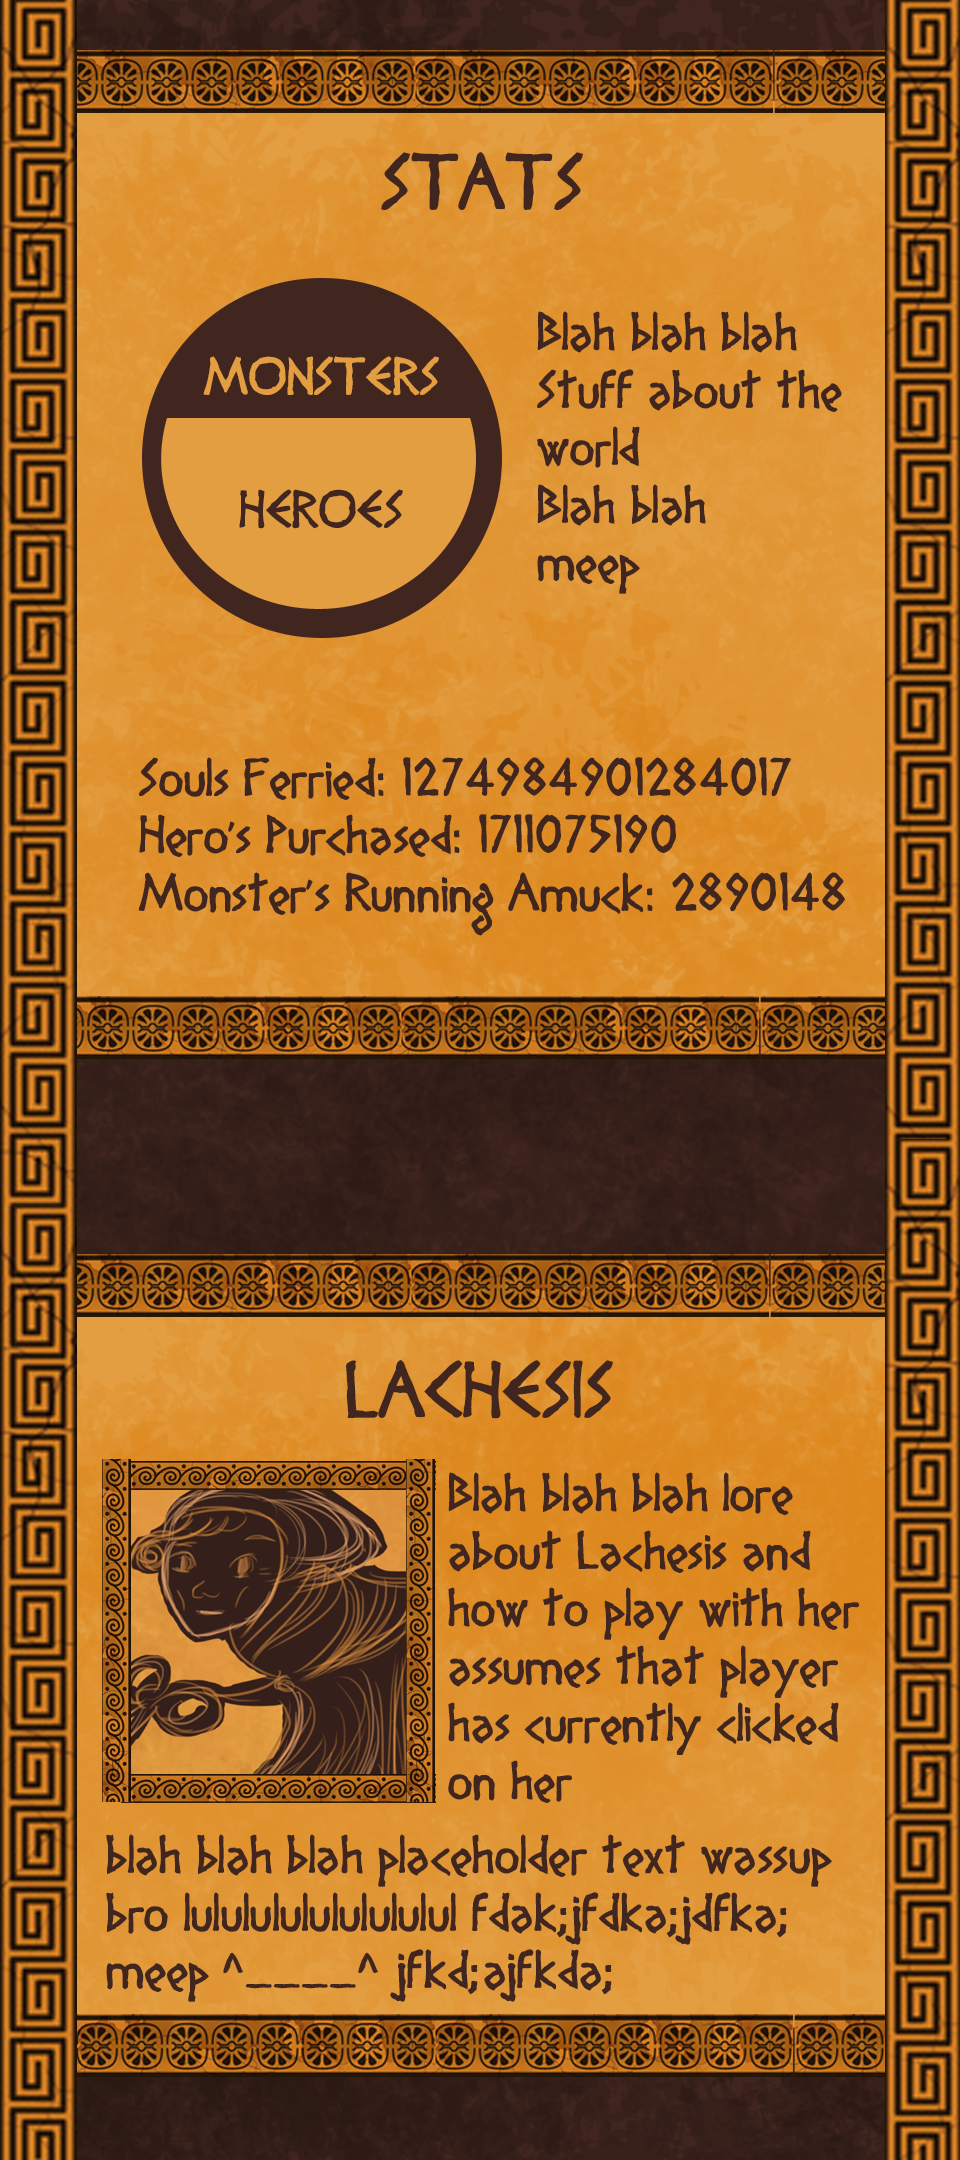 STATS
MONSTERS
HEROES
Blah blah blah
Stuff about the
world
Blah blah
meep
Souls Ferried: 1274984901284017
Hero's Purchased: 1711075190
Monster's Running Amuck: 2890148
LACHESIS
Blah blah blah lore
about Lachesis and
how to play with her
assumes that player
has currently clicked
on her
blah blah blah placeholder text wassup
bro lulululululululululul fdak;jfdka;jdfka;
meep ^____^ jfkd;ajfkda;